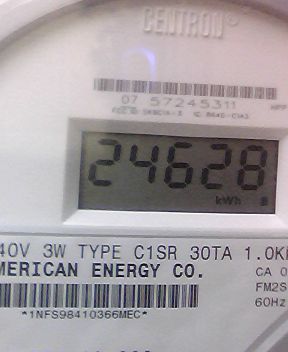 CENTRON®
07 57245311
24628
kWh
40V 3W TYPE C1SR 30TA 1.0K
MERICAN ENERGY CO.
CA 0
FM2S
60Hz
*1NFS98410366MEC*